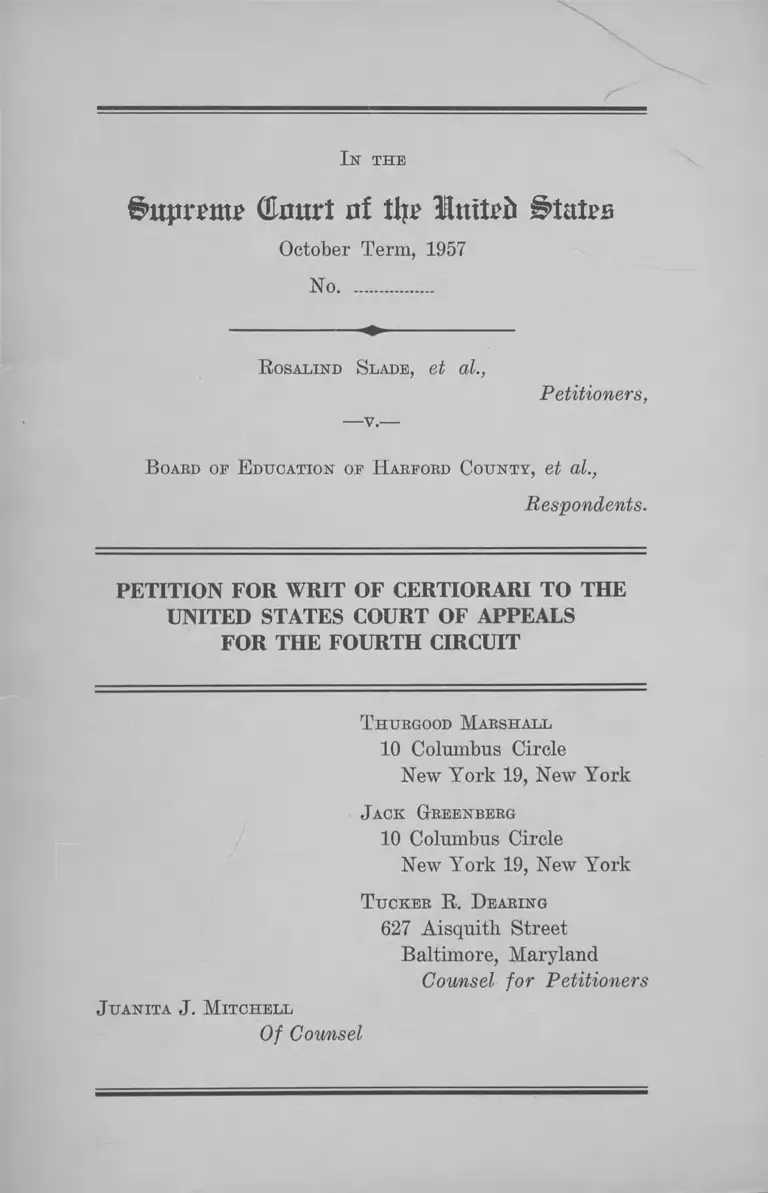 IN THE
Supreme Court of the United States
October Term, 1957
No. ................
ROSALIND SLADE, et al.,
Petitioners,
—v.—
BOARD OF EDUCATION OF HARFORD COUNTY, et al.,
Respondents.
PETITION FOR WRIT OF CERTIORARI TO THE
UNITED STATES COURT OF APPEALS
FOR THE FOURTH CIRCUIT
THURGOOD MARSHALL
10 Columbus Circle
New York 19, New York
JACK GREENBERG
10 Columbus Circle
New York 19, New York
TUCKER R. DEARING
627 Aisquith Street
Baltimore, Maryland
Counsel for Petitioners
JUANITA J. MITCHELL
Of Counsel